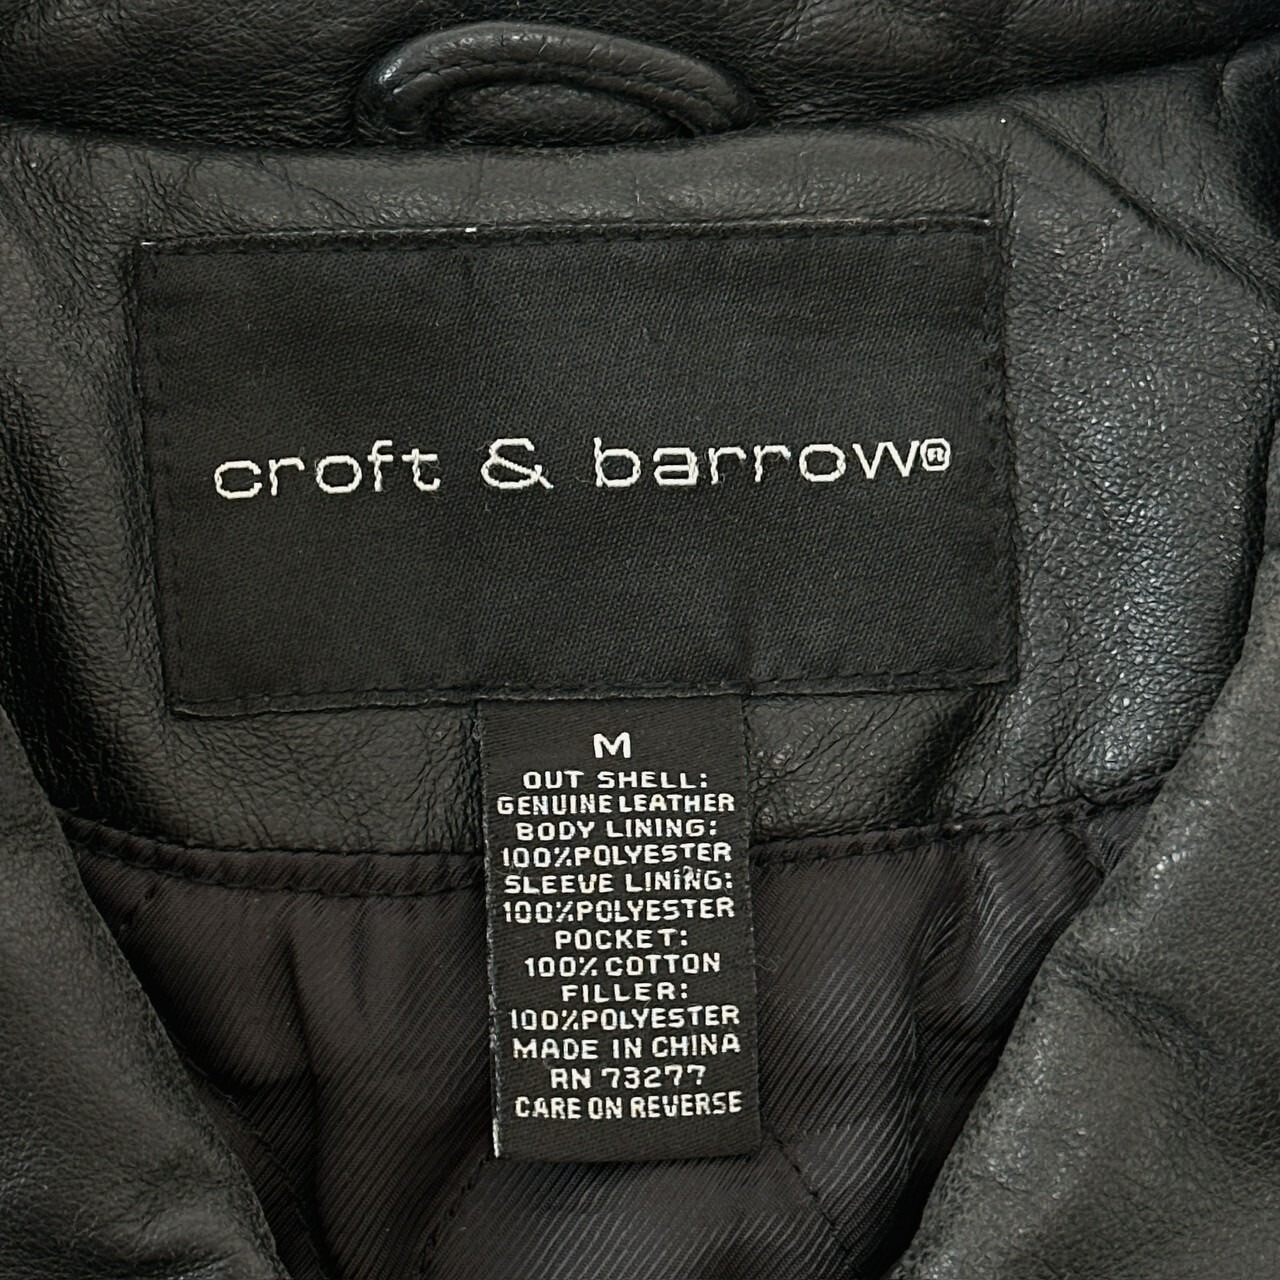 croft & barrow®
M
OUT SHELL:
GENUINE LEATHER
BODY LINING:
100%POLYESTER
SLEEVE LINING:
100%POLYESTER
POCKET:
100% COTTON
FILLER:
100%POLYESTER
MADE IN CHINA
RN 73277
CARE ON REVERSE